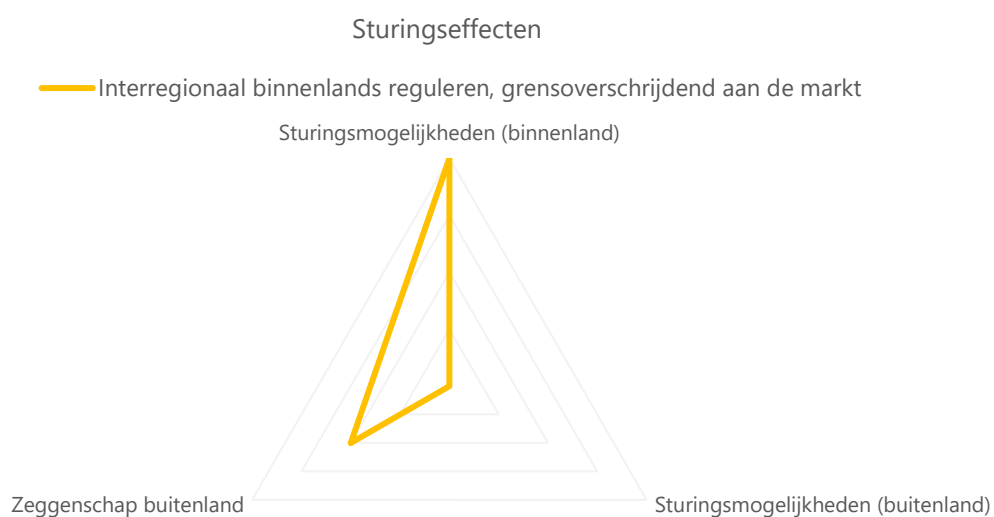 Sturingseffecten
Interregionaal binnenlands reguleren, grensoverschrijdend aan de markt
Sturingsmogelijkheden (binnenland)
Zeggenschap buitenland
Sturingsmogelijkheden (buitenland)